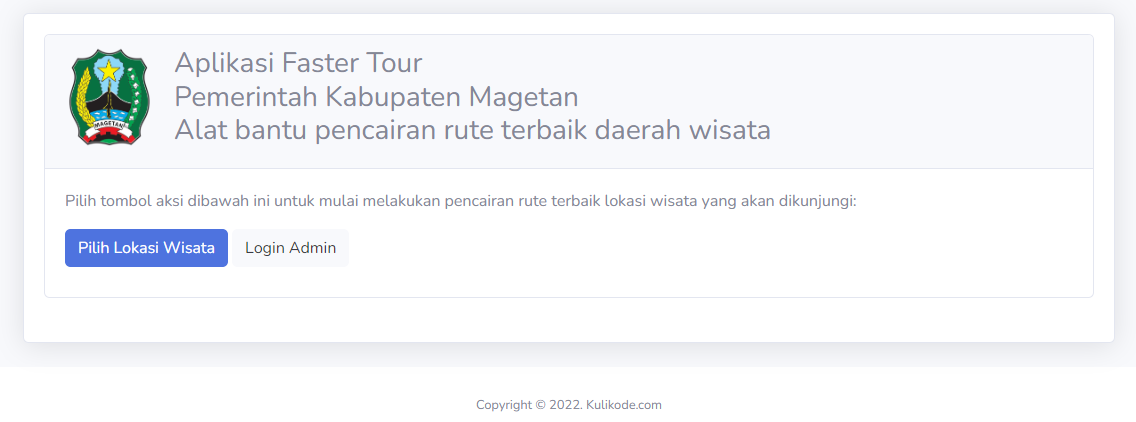 Aplikasi Faster Tour
Pemerintah Kabupaten Magetan
Alat bantu pencairan rute terbaik daerah wisata
MAGETAN
Pilih tombol aksi dibawah ini untuk mulai melakukan pencairan rute terbaik lokasi wisata yang akan dikunjungi:
Pilih Lokasi Wisata
Login Admin
Copyright © 2022. Kulikode.com